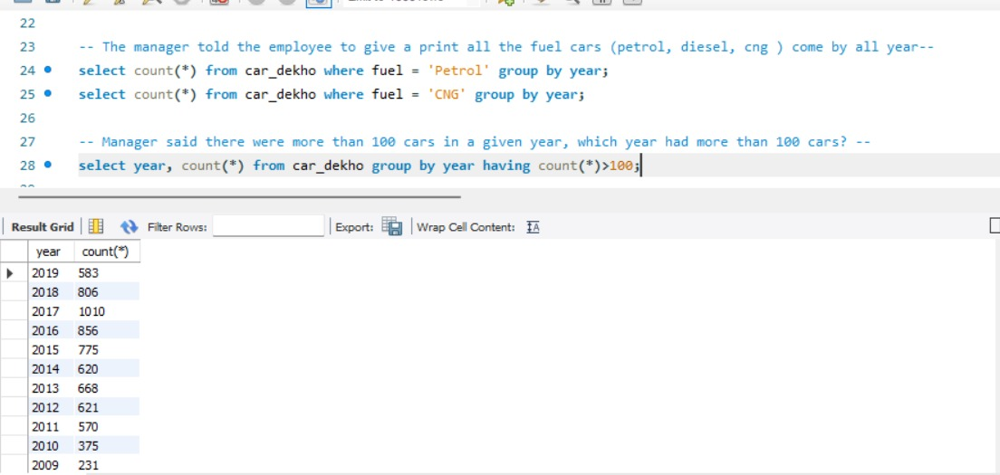 22
23 -- The manager told the employee to give a print all the fuel cars (petrol, diesel, cng ) come by all year--
24 select count(*) from car_dekho where fuel = 'Petrol' group by year;
25 select count(*) from car_dekho where fuel = 'CNG' group by year;
26
27 -- Manager said there were more than 100 cars in a given year, which year had more than 100 cars? --
28 select year, count(*) from car_dekho group by year having count(*)>100;
Result Grid Filter Rows: Export: Wrap Cell Content: IA
year count(*)
2019 583
2018 806
2017 1010
2016 856
2015 775
2014 620
2013 668
2012 621
2011 570
2010 375
2009 231